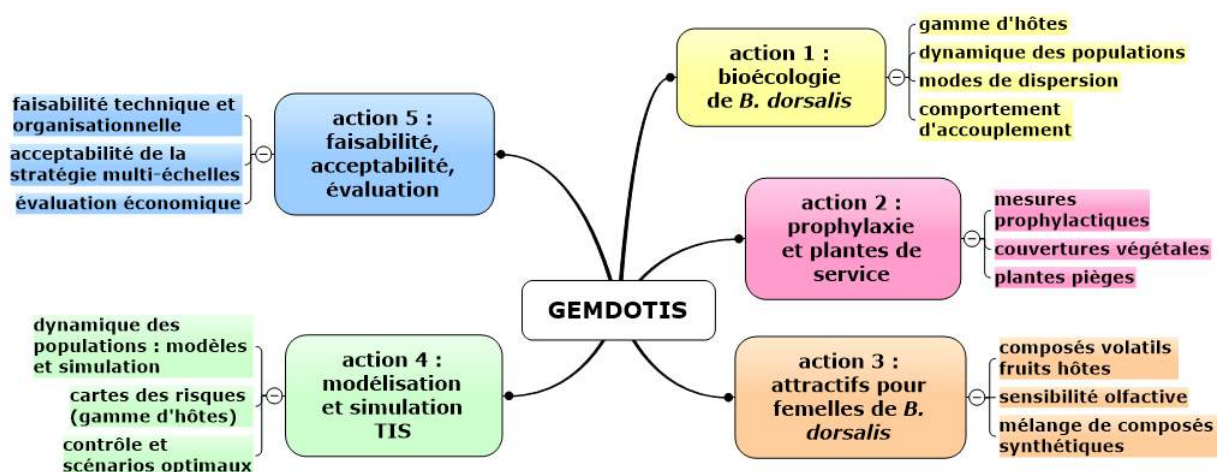 GEMDOTIS
action 1 :
bioécologie
de B. dorsalis
gamme d'hôtes
dynamique des populations
modes de dispersion
comportement
d'accouplement
action 2 :
prophylaxie
et plantes de
service
mesures
prophylactiques
couvertures végétales
plantes pièges
action 3 :
attractifs pour
femelles de B.
dorsalis
composés volatils
fruits hôtes
sensibilité olfactive
mélange de composés
synthétiques
action 4 :
modélisation
et simulation
TIS
dynamique des
populations : modèles
et simulation
cartes des risques
(gamme d'hôtes)
contrôle et
scénarios optimaux
action 5 :
faisabilité,
acceptabilité,
évaluation
faisabilité technique et
organisationnelle
acceptabilité de la
stratégie multi-échelles
évaluation économique